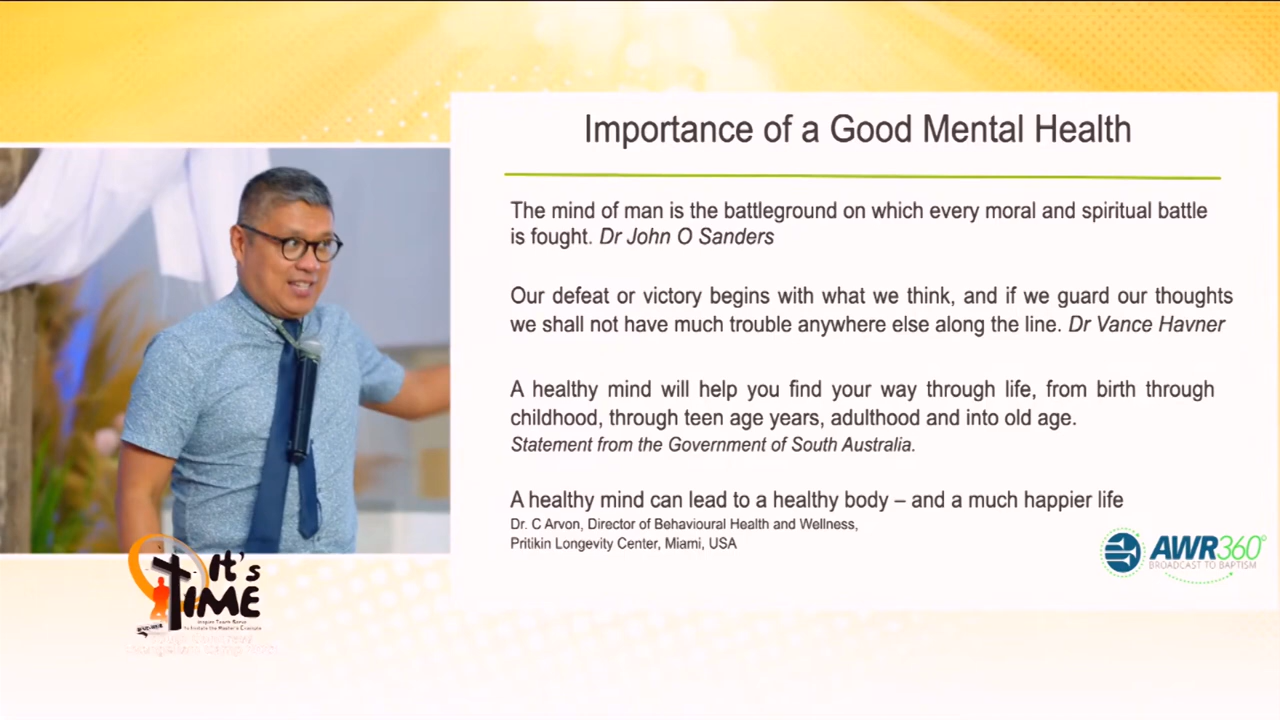 Importance of a Good Mental Health
The mind of man is the battleground on which every moral and spiritual battle
is fought. Dr John O Sanders
Our defeat or victory begins with what we think, and if we guard our thoughts
we shall not have much trouble anywhere else along the line. Dr Vance Havner
A healthy mind will help you find your way through life, from birth through
childhood, through teen age years, adulthood and into old age.
Statement from the Government of South Australia.
A healthy mind can lead to a healthy body – and a much happier life
Dr. C Arvon, Director of Behavioural Health and Wellness,
Pritikin Longevity Center, Miami, USA
AWR360°
BROADCAST TO BAPTISM
It's
TIME